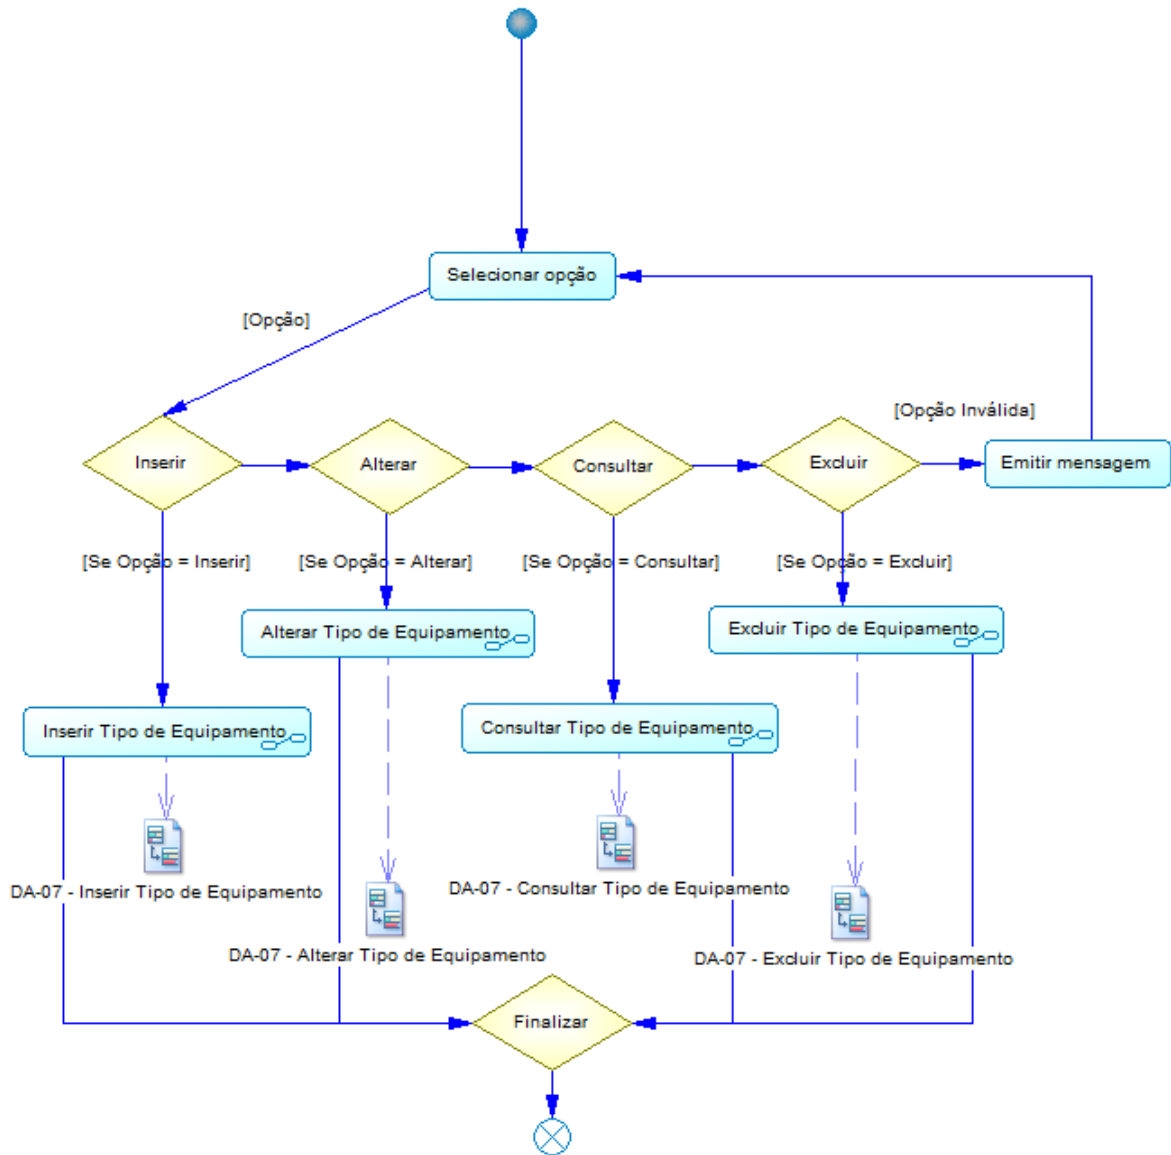 Selecionar opção
[Opção]
[Opção Inválida]
Inserir
Alterar
Consultar
Excluir
Emitir mensagem
[Se Opção = Inserir]
[Se Opção = Alterar]
[Se Opção = Consultar]
[Se Opção = Excluir]
Alterar Tipo de Equipamento
Excluir Tipo de Equipamento
Inserir Tipo de Equipamento
Consultar Tipo de Equipamento
DA-07 - Inserir Tipo de Equipamento
DA-07 - Consultar Tipo de Equipamento
DA-07 - Alterar Tipo de Equipamento
DA-07 - Excluir Tipo de Equipamento
Finalizar